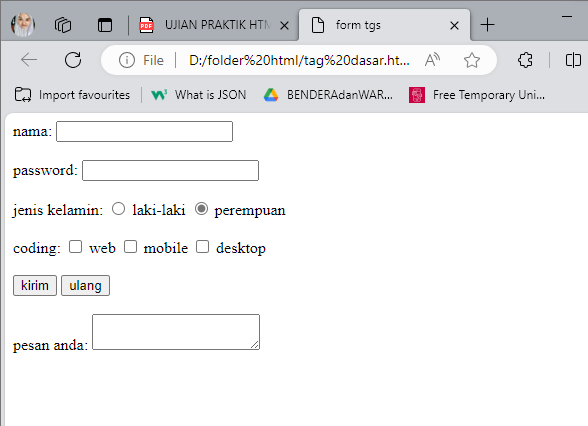 UJIAN PRAKTIK HTM
form tgs
File
D:/folder%20html/tag%20dasar.ht...
Import favourites
What is JSON
BENDERAdanWAR...
Free Temporary Uni...
nama:
password:
jenis kelamin: laki-laki perempuan
coding: web mobile desktop
kirim ulang
pesan anda: